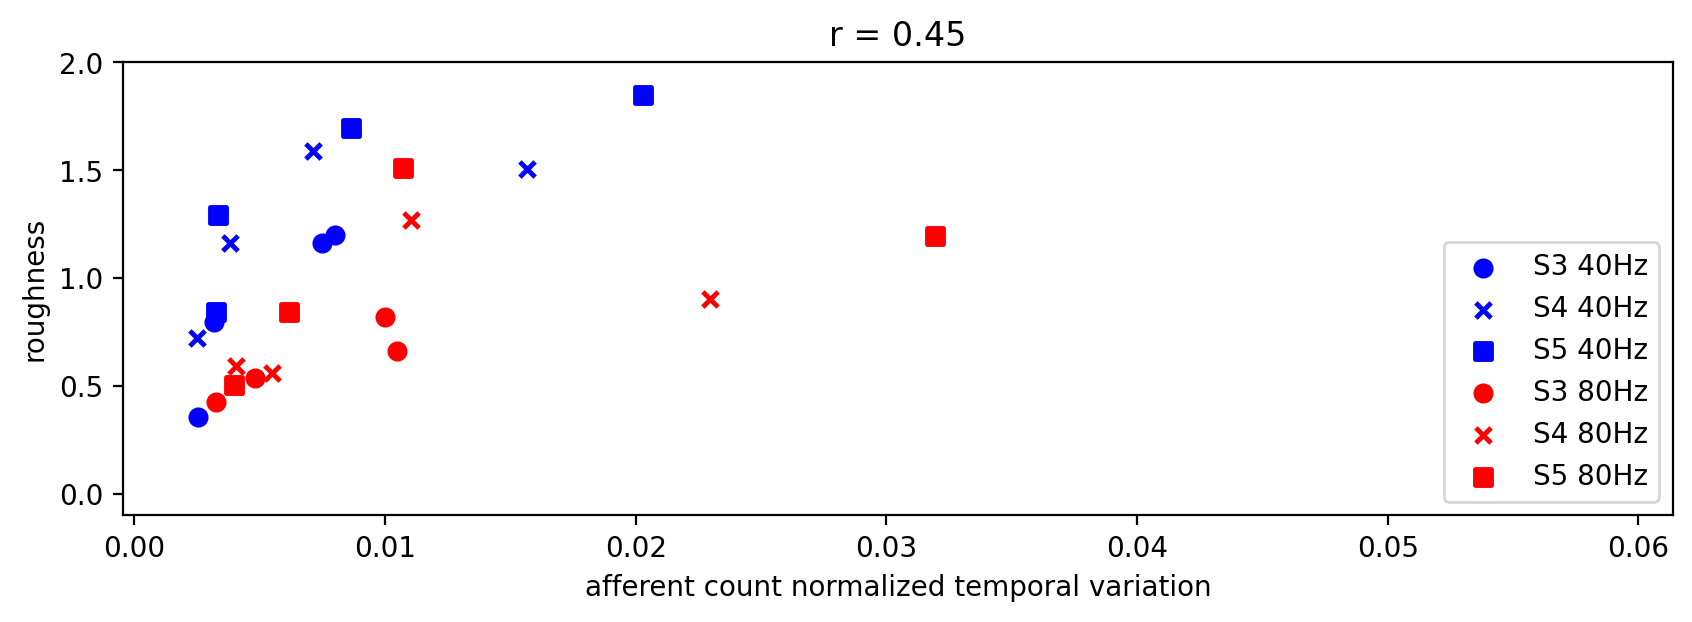 r = 0.45
2.0
1.5
1.0
0.5
0.0
roughness
S3 40Hz
S4 40Hz
S5 40Hz
S3 80Hz
S4 80Hz
S5 80Hz
0.00 0.01 0.02 0.03 0.04 0.05 0.06
afferent count normalized temporal variation